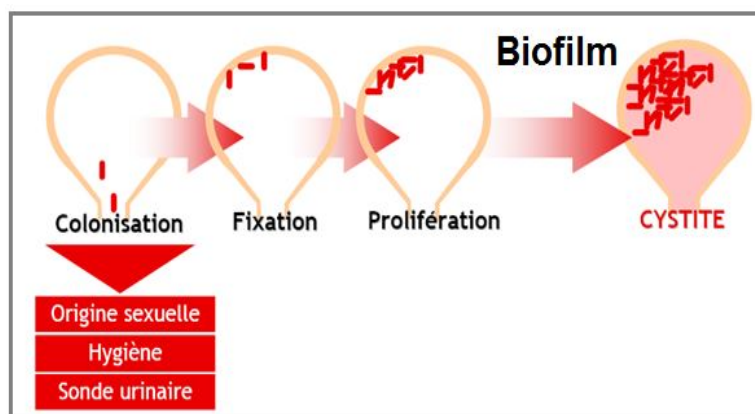 Biofilm
Colonisation
Fixation
Prolifération
CYSTITE
Origine sexuelle
Hygiène
Sonde urinaire